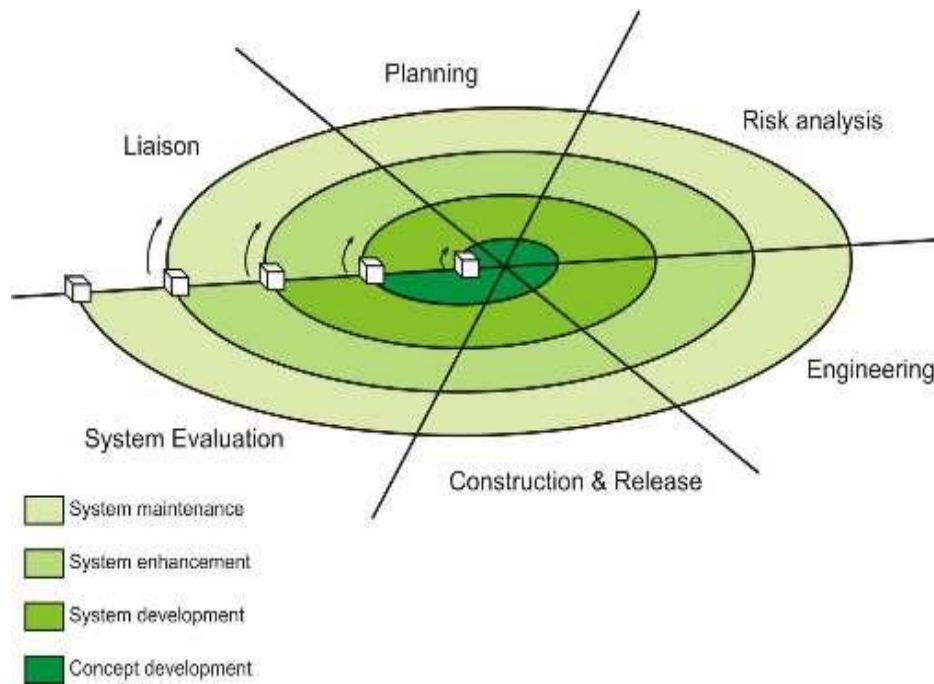 Planning
Risk analysis
Liaison
Engineering
System Evaluation
Construction & Release
System maintenance
System enhancement
System development
Concept development